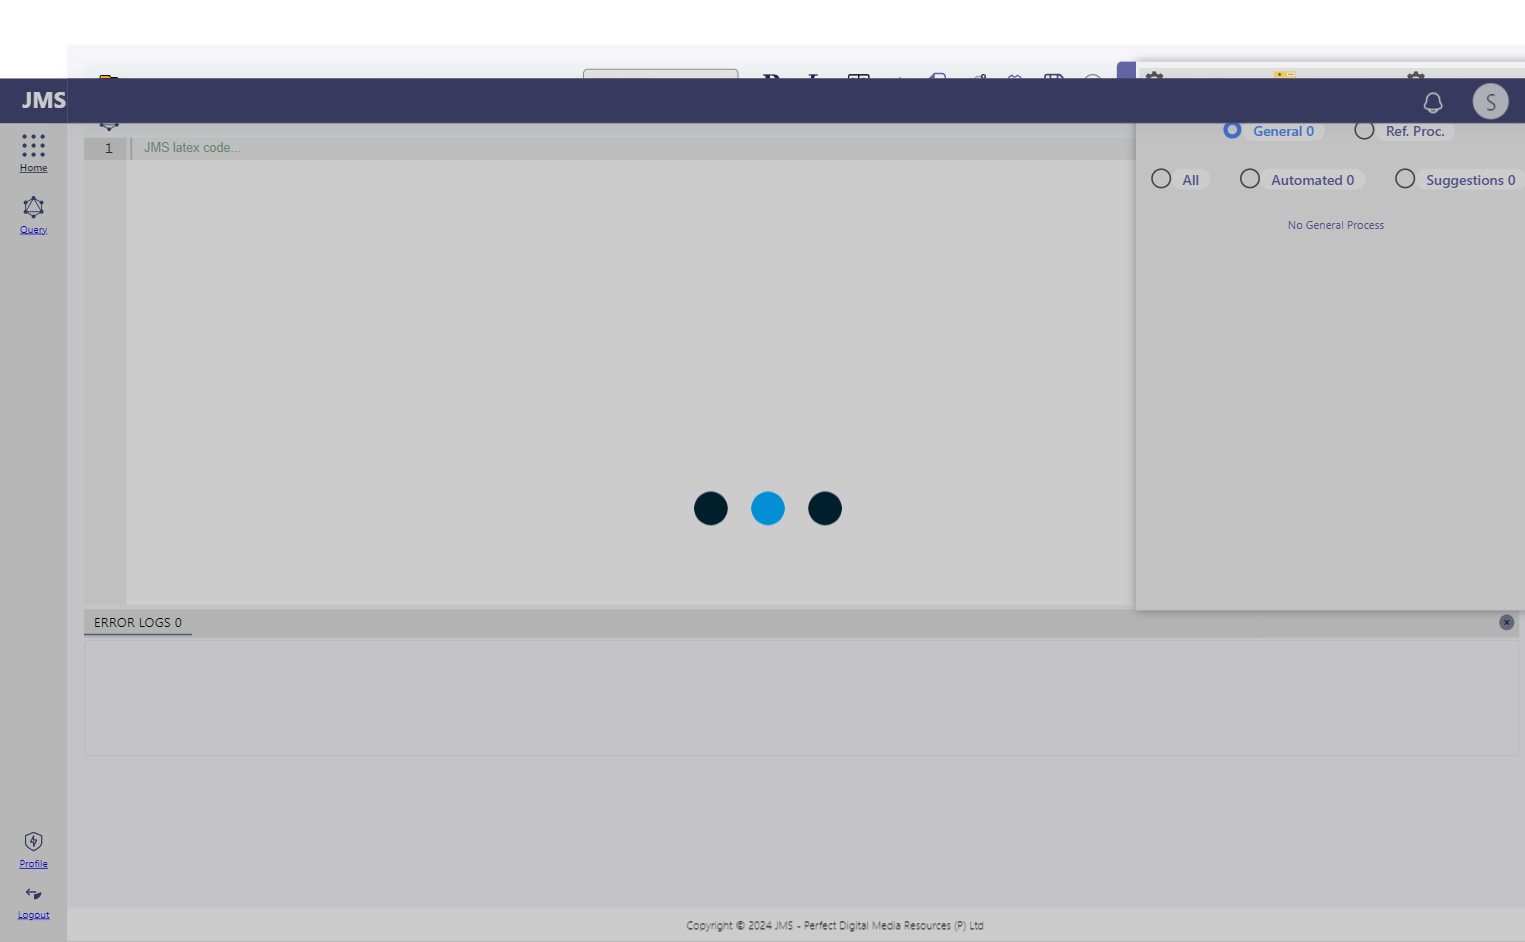 JMS
S
Home
Query
1 JMS latex code...
General 0 Ref. Proc.
All Automated 0 Suggestions 0
No General Process
ERROR LOGS 0
Profile
Logout
Copyright © 2024 JMS - Perfect Digital Media Resources (P) Ltd